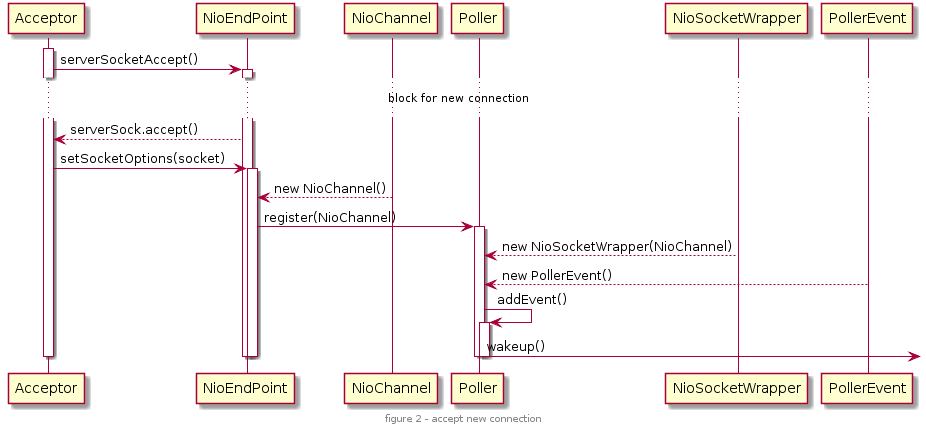 Acceptor NioEndPoint NioChannel Poller NioSocketWrapper PollerEvent
serverSocketAccept()
block for new connection
serverSock.accept()
setSocketOptions(socket)
new NioChannel()
register(NioChannel)
new NioSocketWrapper(NioChannel)
new PollerEvent()
addEvent()
wakeup()
Acceptor NioEndPoint NioChannel Poller NioSocketWrapper PollerEvent
figure 2 - accept new connection